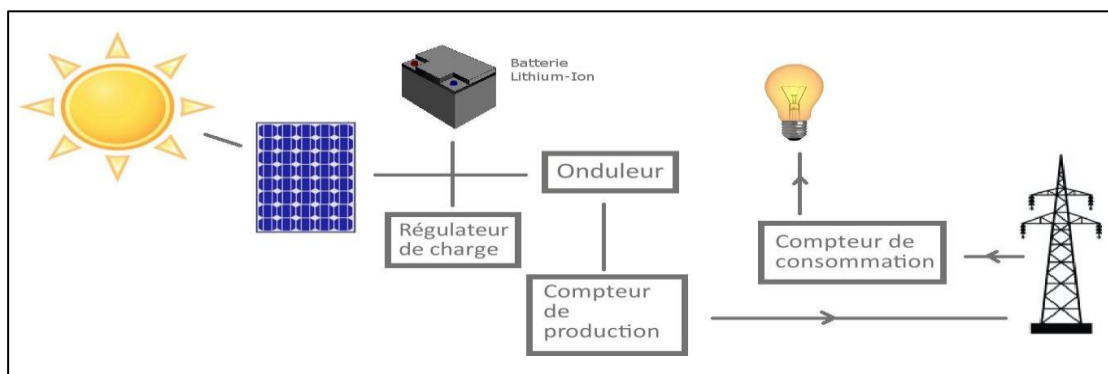 Batterie
Lithium-Ion
Onduleur
Régulateur
de charge
Compteur de
consommation
Compteur
de
production